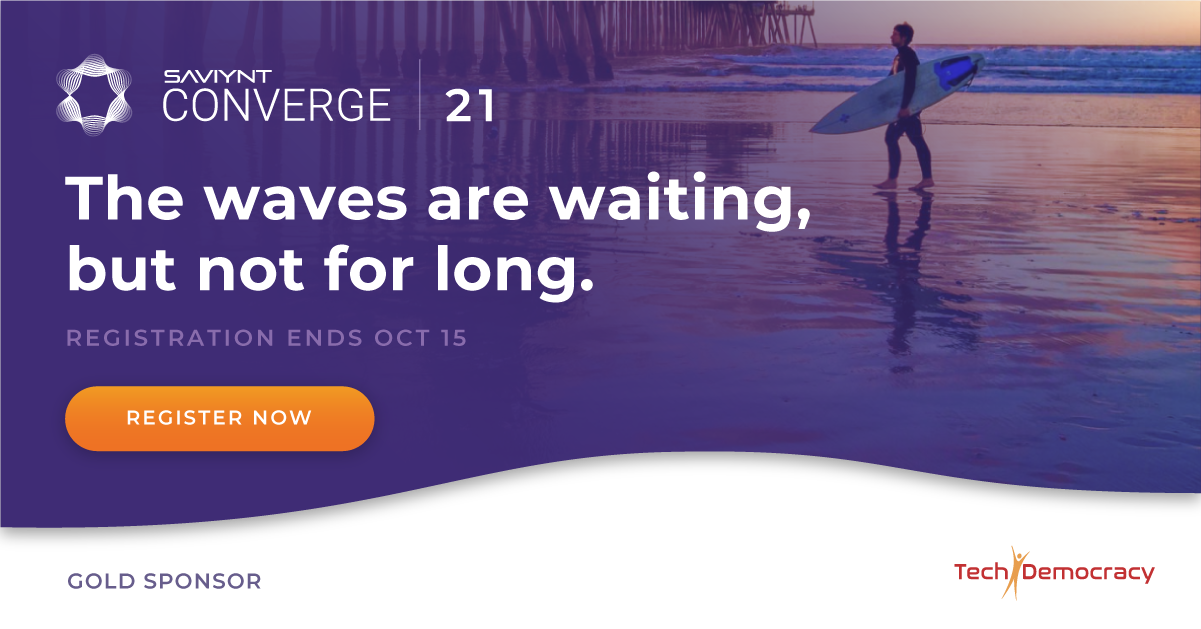 SAVIYNT
CONVERGE | 21
The waves are waiting,
but not for long.
REGISTRATION ENDS OCT 15
REGISTER NOW
GOLD SPONSOR
TechDemocracy